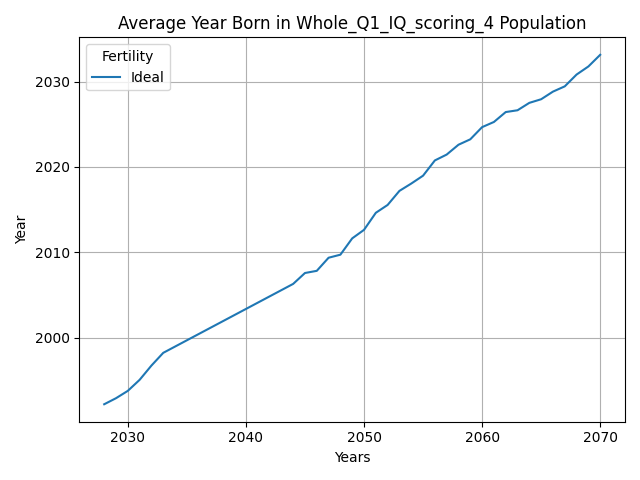 Average Year Born in Whole_Q1_IQ_scoring_4 Population
Fertility
Ideal
Year
2030
2020
2010
2000
2030 2040 2050 2060 2070
Years